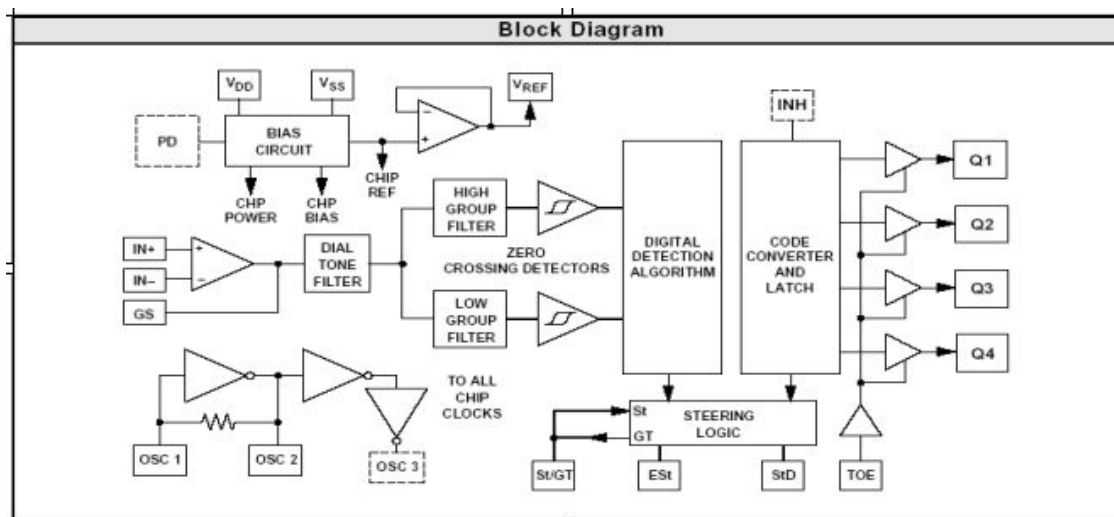 Block Diagram
VDD
VSS
VREF
INH
PD
BIAS
CIRCUIT
−
+
CHIP
REF
CHP
POWER
CHP
BIAS
Q1
Q2
Q3
Q4
HIGH
GROUP
FILTER
IN+
IN−
GS
+
−
DIAL
TONE
FILTER
ZERO
CROSSING DETECTORS
LOW
GROUP
FILTER
DIGITAL
DETECTION
ALGORITHM
CODE
CONVERTER
AND
LATCH
TO ALL
CHIP
CLOCKS
OSC 1
OSC 2
OSC 3
St
GT
STEERING
LOGIC
St/GT
ESt
StD
TOE